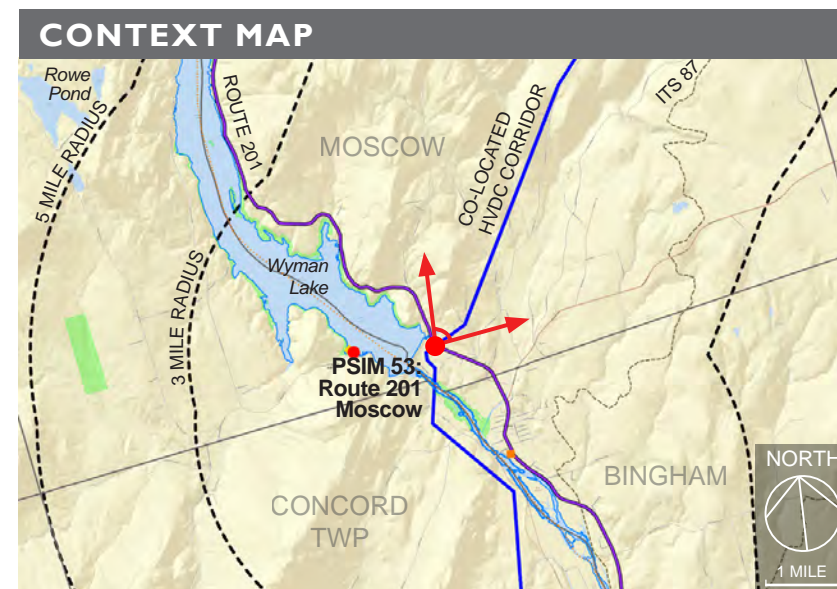 CONTEXT MAP
Rowe
Pond
5 MILE RADIUS
ROUTE 201
MOSCOW
CO-LOCATED
HVDC CORRIDOR
ITS 87
3 MILE RADIUS
Wyman
Lake
PSIM 53:
Route 201
Moscow
CONCORD
TWP
BINGHAM
NORTH
1 MILE